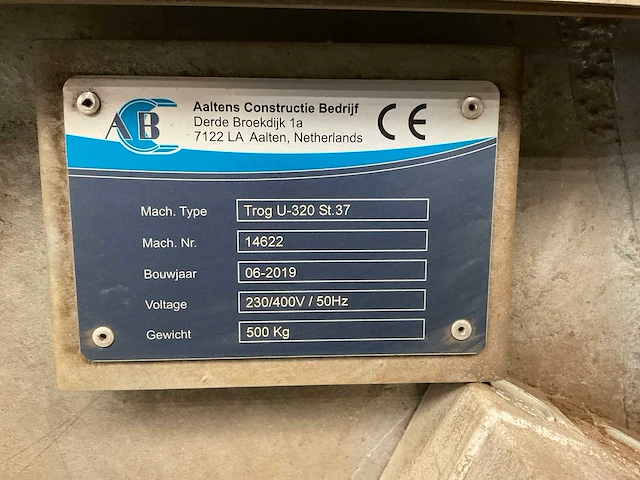 ACB
Aaltens Constructie Bedrijf
Derde Broekdijk 1a
7122 LA Aalten, Netherlands
CE
Mach. Type Trog U-320 St.37
Mach. Nr. 14622
Bouwjaar 06-2019
Voltage 230/400V / 50Hz
Gewicht 500 Kg